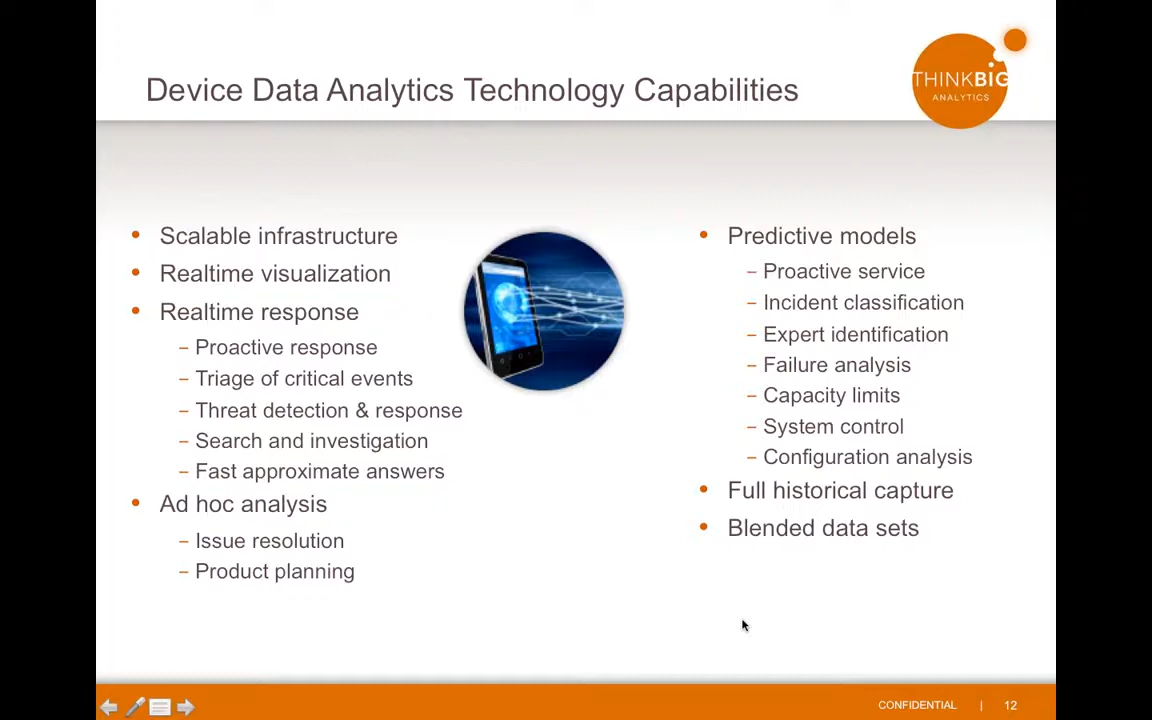 Device Data Analytics Technology Capabilities
THINKBIG
ANALYTICS
• Scalable infrastructure
• Realtime visualization
• Realtime response
– Proactive response
– Triage of critical events
– Threat detection & response
– Search and investigation
– Fast approximate answers
• Ad hoc analysis
– Issue resolution
– Product planning
• Predictive models
– Proactive service
– Incident classification
– Expert identification
– Failure analysis
– Capacity limits
– System control
– Configuration analysis
• Full historical capture
• Blended data sets
CONFIDENTIAL | 12